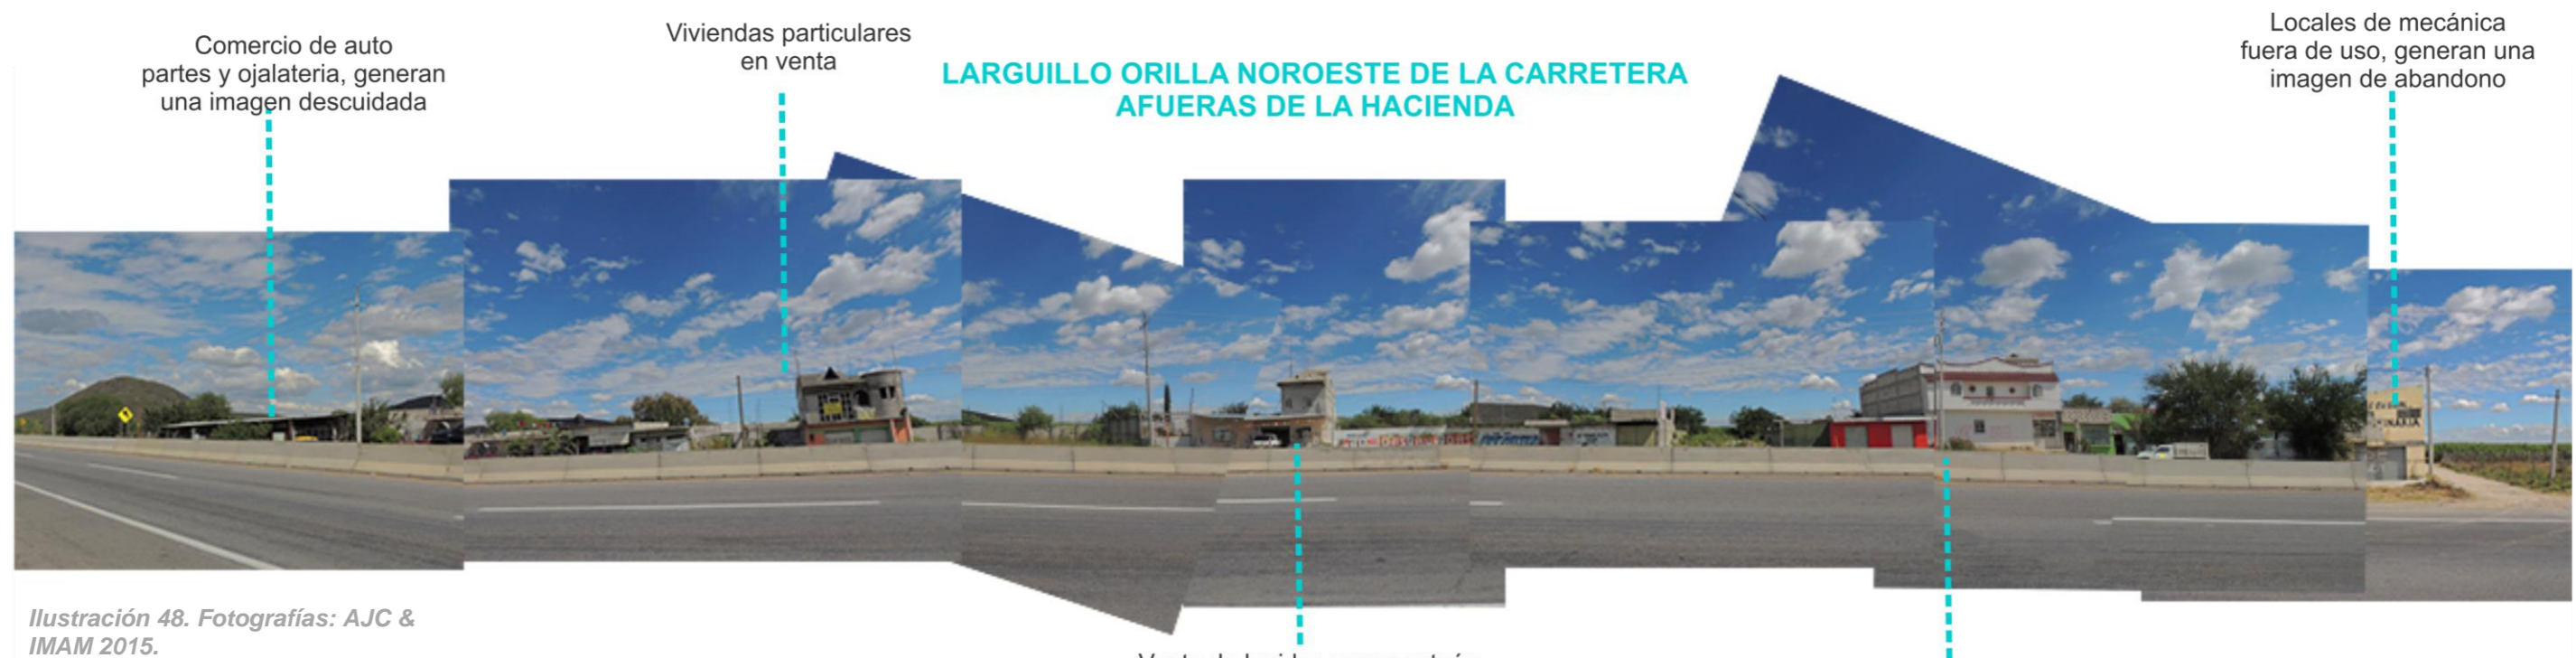 Comercio de auto
partes y ojalateria, generan
una imagen descuidada
Viviendas particulares
en venta
LARGUILLO ORILLA NOROESTE DE LA CARRETERA
AFUERAS DE LA HACIENDA
Locales de mecánica
fuera de uso, generan una
imagen de abandono
Ilustración 48. Fotografías: AJC &
IMAM 2015.